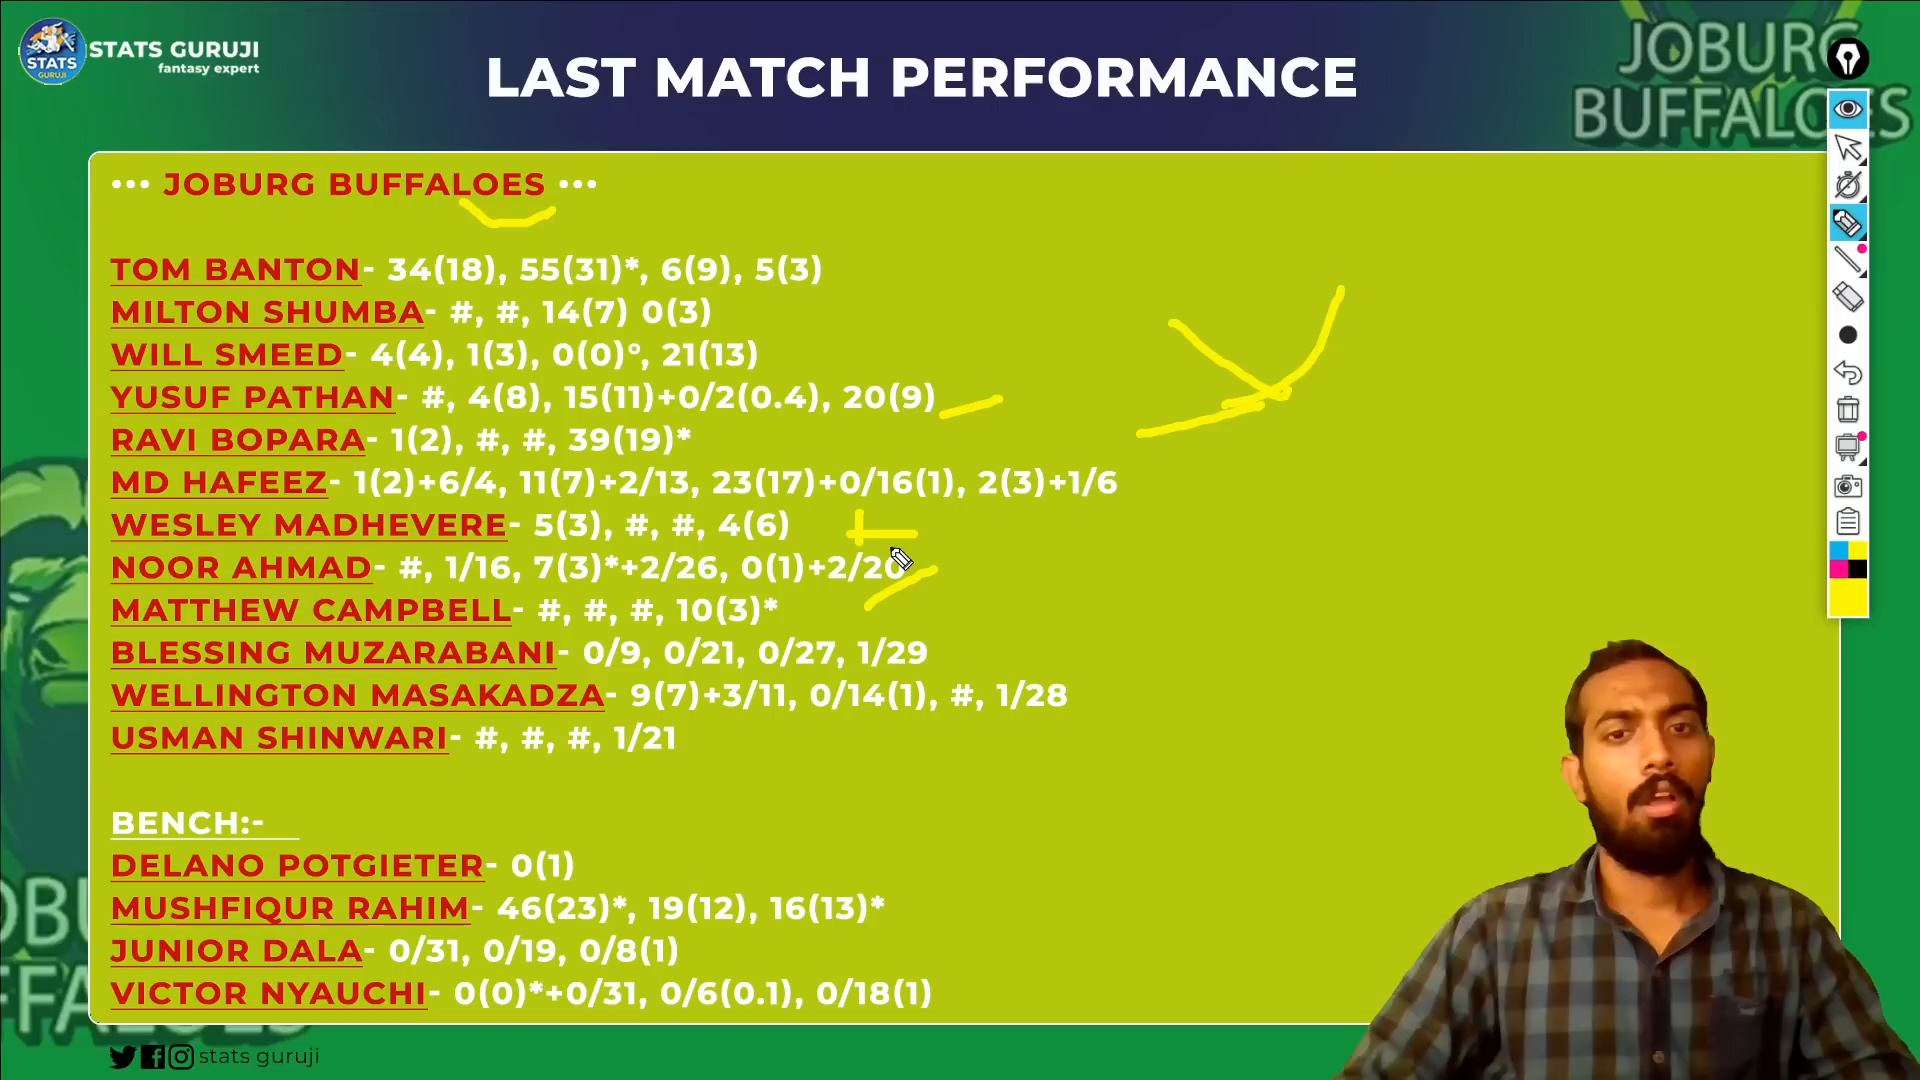 STATS GURUJI
fantasy expert
STATS
GURUJI
LAST MATCH PERFORMANCE
JOBURG
BUFFALOES
••• JOBURG BUFFALOES •••
TOM BANTON- 34(18), 55(31)*, 6(9), 5(3)
MILTON SHUMBA- #, #, 14(7) 0(3)
WILL SMEED- 4(4), 1(3), 0(0)°, 21(13)
YUSUF PATHAN- #, 4(8), 15(11)+0/2(0.4), 20(9)
RAVI BOPARA- 1(2), #, #, 39(19)*
MD HAFEEZ- 1(2)+6/4, 11(7)+2/13, 23(17)+0/16(1), 2(3)+1/6
WESLEY MADHEVERE- 5(3), #, #, 4(6)
NOOR AHMAD- #, 1/16, 7(3)*+2/26, 0(1)+2/20
MATTHEW CAMPBELL- #, #, #, 10(3)*
BLESSING MUZARABANI- 0/9, 0/21, 0/27, 1/29
WELLINGTON MASAKADZA- 9(7)+3/11, 0/14(1), #, 1/28
USMAN SHINWARI- #, #, #, 1/21
BENCH:-
DELANO POTGIETER- 0(1)
MUSHFIQUR RAHIM- 46(23)*, 19(12), 16(13)*
JUNIOR DALA- 0/31, 0/19, 0/8(1)
VICTOR NYAUCHI- 0(0)*+0/31, 0/6(0.1), 0/18(1)
stats guruji